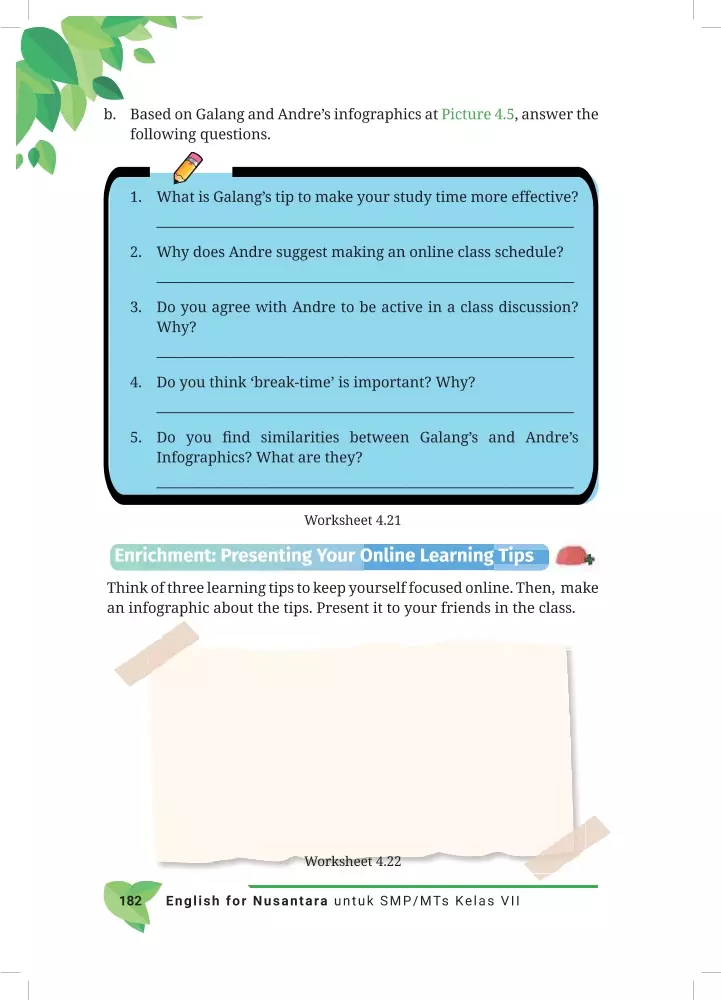 b. Based on Galang and Andre's infographics at Picture 4.5, answer the
following questions.
1. What is Galang's tip to make your study time more effective?
2. Why does Andre suggest making an online class schedule?
3. Do you agree with Andre to be active in a class discussion?
Why?
4. Do you think ‘break-time’ is important? Why?
5. Do you find similarities between Galang's and Andre's
Infographics? What are they?
Worksheet 4.21
Enrichment: Presenting Your Online Learning Tips
Think of three learning tips to keep yourself focused online. Then, make
an infographic about the tips. Present it to your friends in the class.
Worksheet 4.22
182 English for Nusantara untuk SMP/MTs Kelas VII